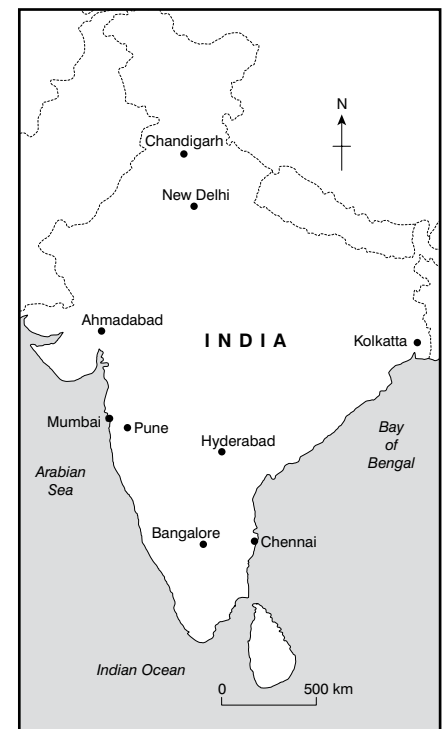 N
Chandigarh
New Delhi
Ahmadabad
INDIA
Kolkatta
Mumbai
Pune
Hyderabad
Bay
of
Bengal
Arabian
Sea
Bangalore
Chennai
Indian Ocean
0 500 km